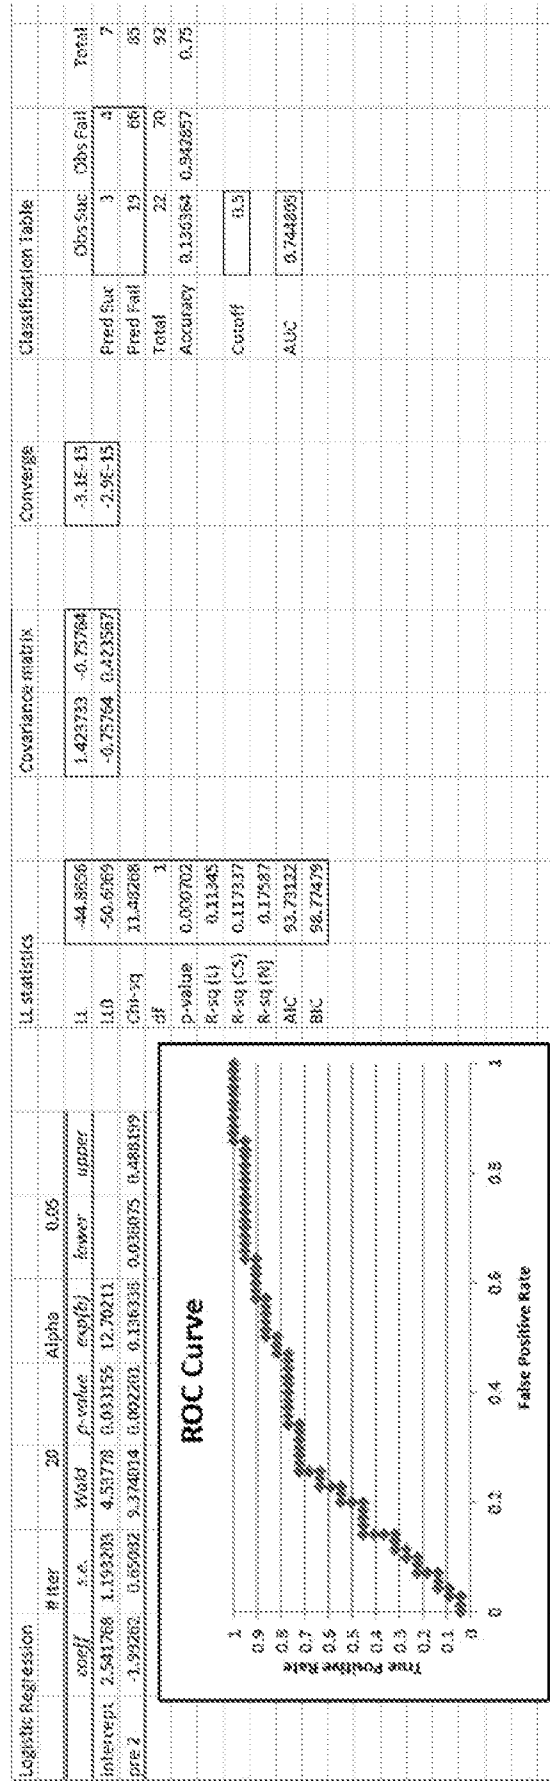 Logistic Regression
# Iter 20 Alpha 0.05
coeff s.e. Wald p-value exp(b) lower upper
intercept 2.541768 1.193203 4.53778 0.033155 12.70211
pre 2 -1.99262 0.65082 9.374014 0.002201 0.136338 0.038075 0.488199
ROC Curve
True Positive Rate
1
0.9
0.8
0.7
0.6
0.5
0.4
0.3
0.2
0.1
0
0 0.2 0.4 0.6 0.8 1
False Positive Rate
LL statistics
LL -44.8656
LL0 -50.6069
Chi-sq 11.48268
df 1
p-value 0.000702
R-sq (L) 0.11345
R-sq (CS) 0.117337
R-sq (N) 0.17587
AIC 93.73122
BIC 98.77479
Covariance matrix
1.423733 -0.75764
-0.75764 0.423567
Converge
-3.1E-15
-2.9E-15
Classification Table
Obs Suc Obs Fail Total
Pred Suc 3 4 7
Pred Fail 19 66 85
Total 22 70 92
Accuracy 0.136364 0.942857 0.75
Cutoff 0.5
AUC 0.744805